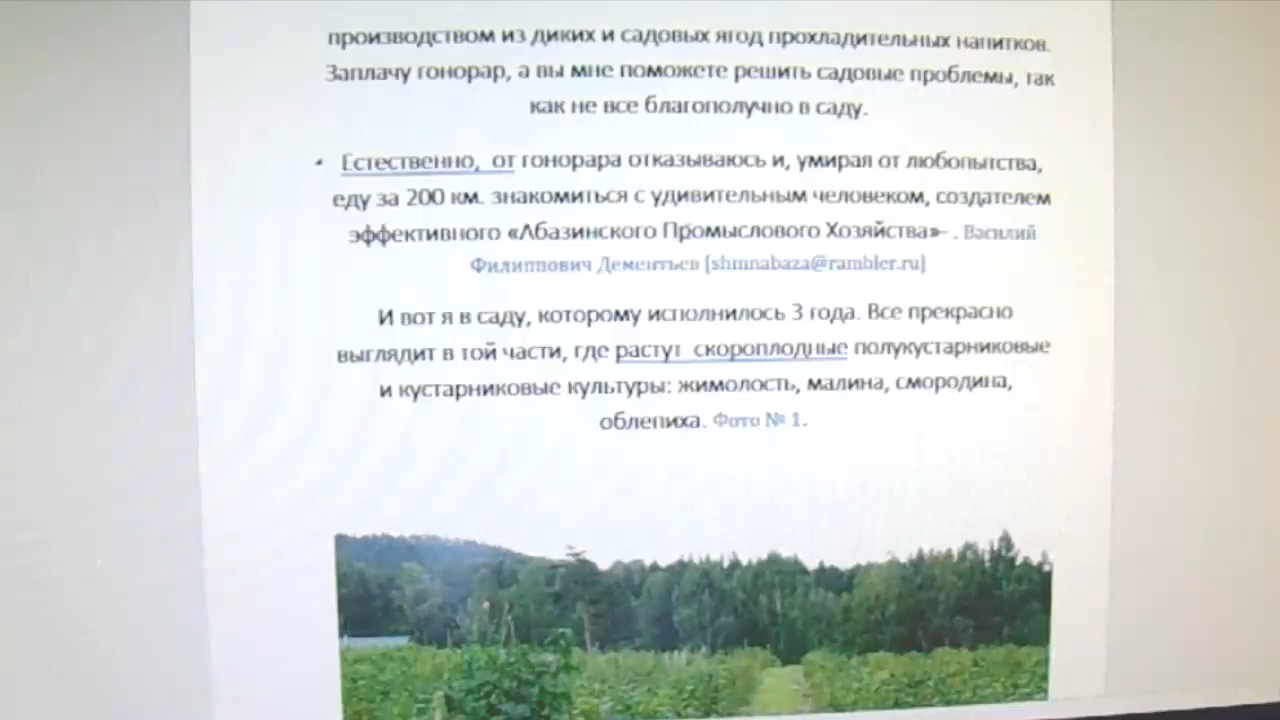 производством из диких и садовых ягод прохладительных напитков.
Заплачу гонорар, а вы мне поможете решить садовые проблемы, так
как не все благополучно в саду.
• Естественно, от гонорара отказываюсь и, умирая от любопытства,
еду за 200 км. знакомиться с удивительным человеком, создателем
эффективного «Абазинского Промыслового Хозяйства»– . Василий
Филиппович Дементьев [shmnabaza@rambler.ru]
И вот я в саду, которому исполнилось 3 года. Все прекрасно
выглядит в той части, где растут скороплодные полукустарниковые
и кустарниковые культуры: жимолость, малина, смородина,
облепиха. Фото № 1.